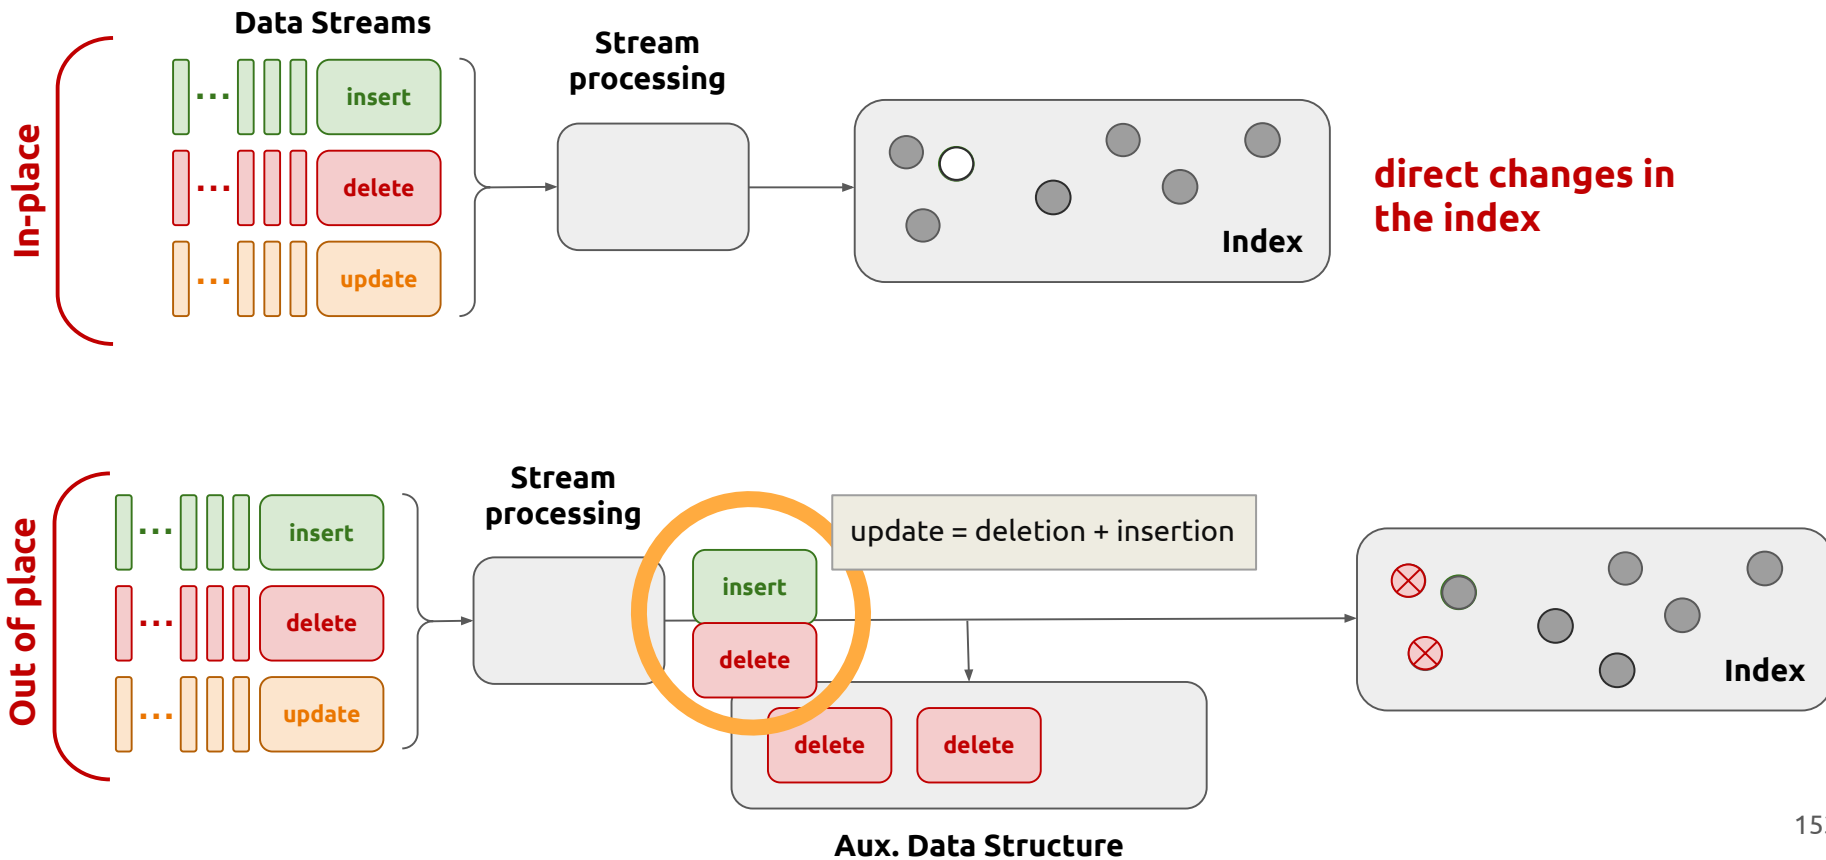 Data Streams
Stream
processing
In-place
... insert
... delete
... update
Index
direct changes in
the index
Out of place
Stream
processing
... insert
... delete
... update
insert
delete
update = deletion + insertion
delete
delete
Aux. Data Structure
Index